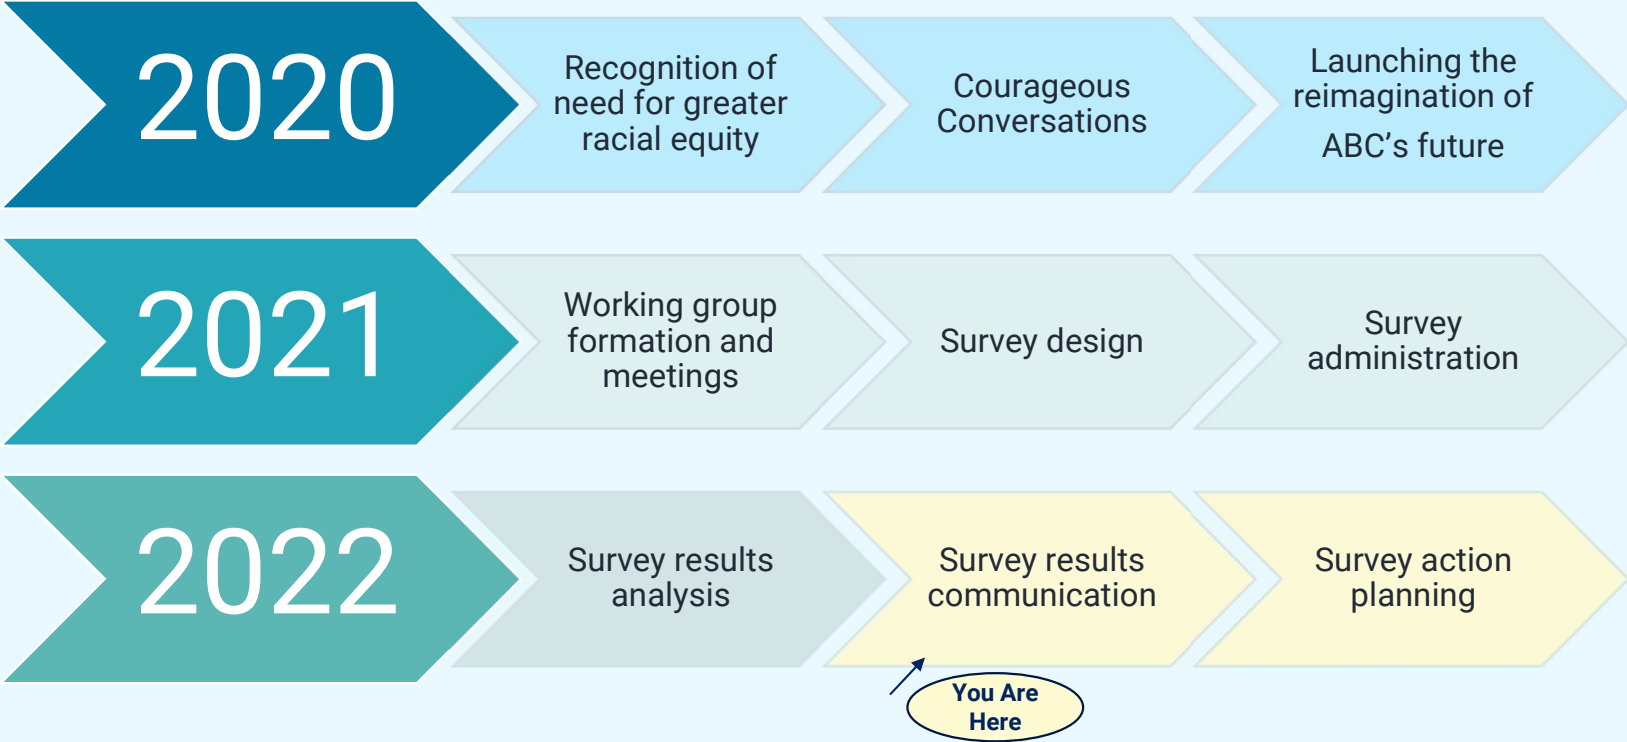 2020
Recognition of
need for greater
racial equity
Courageous
Conversations
Launching the
reimagination of
ABC’s future
2021
Working group
formation and
meetings
Survey design
Survey
administration
2022
Survey results
analysis
Survey results
communication
Survey action
planning
You Are
Here